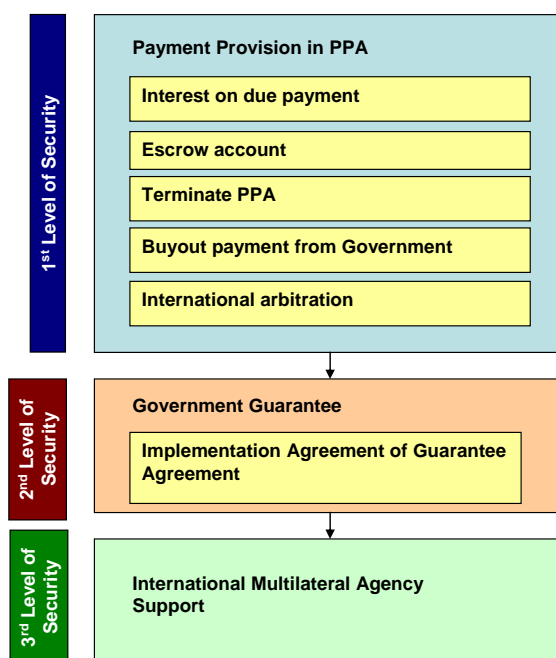 1st Level of Security
Payment Provision in PPA
Interest on due payment
Escrow account
Terminate PPA
Buyout payment from Government
International arbitration
2nd Level of
Security
Government Guarantee
Implementation Agreement of Guarantee
Agreement
3rd Level of
Security
International Multilateral Agency
Support